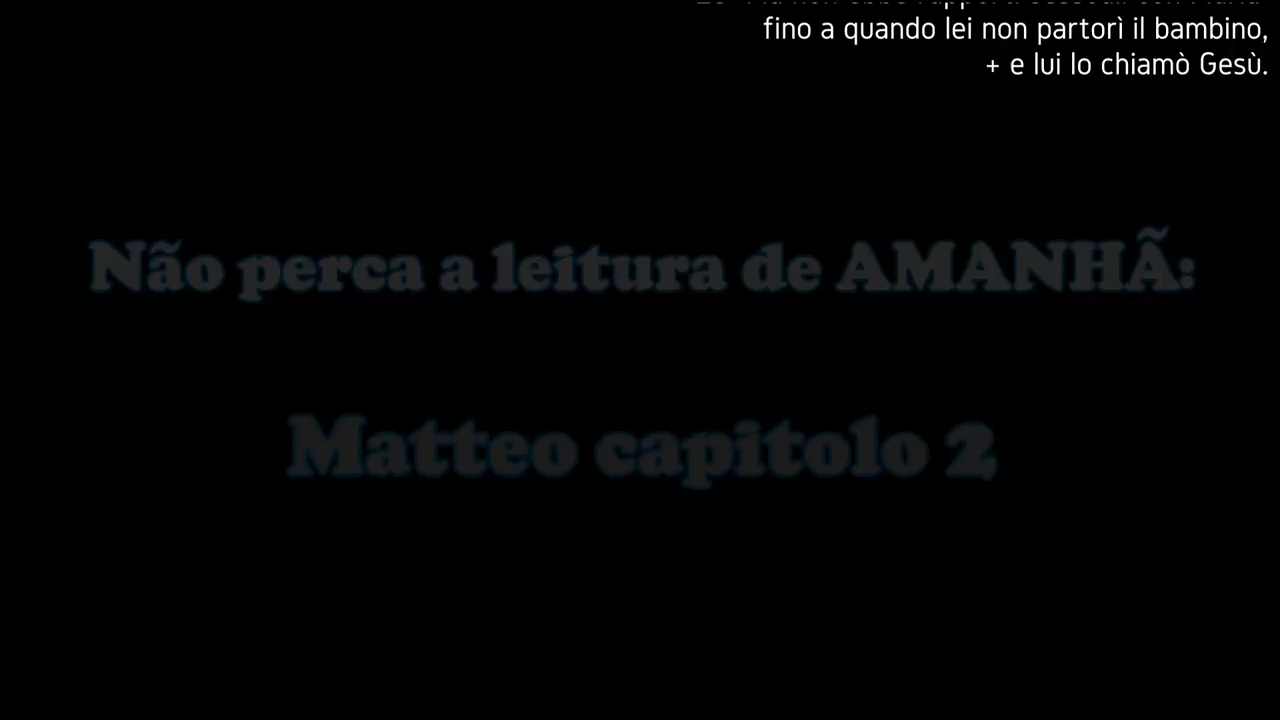 fino a quando lei non partorì il bambino,
+ e lui lo chiamò Gesù.
Não perca a leitura de AMANHÃ:
Matteo capitolo 2